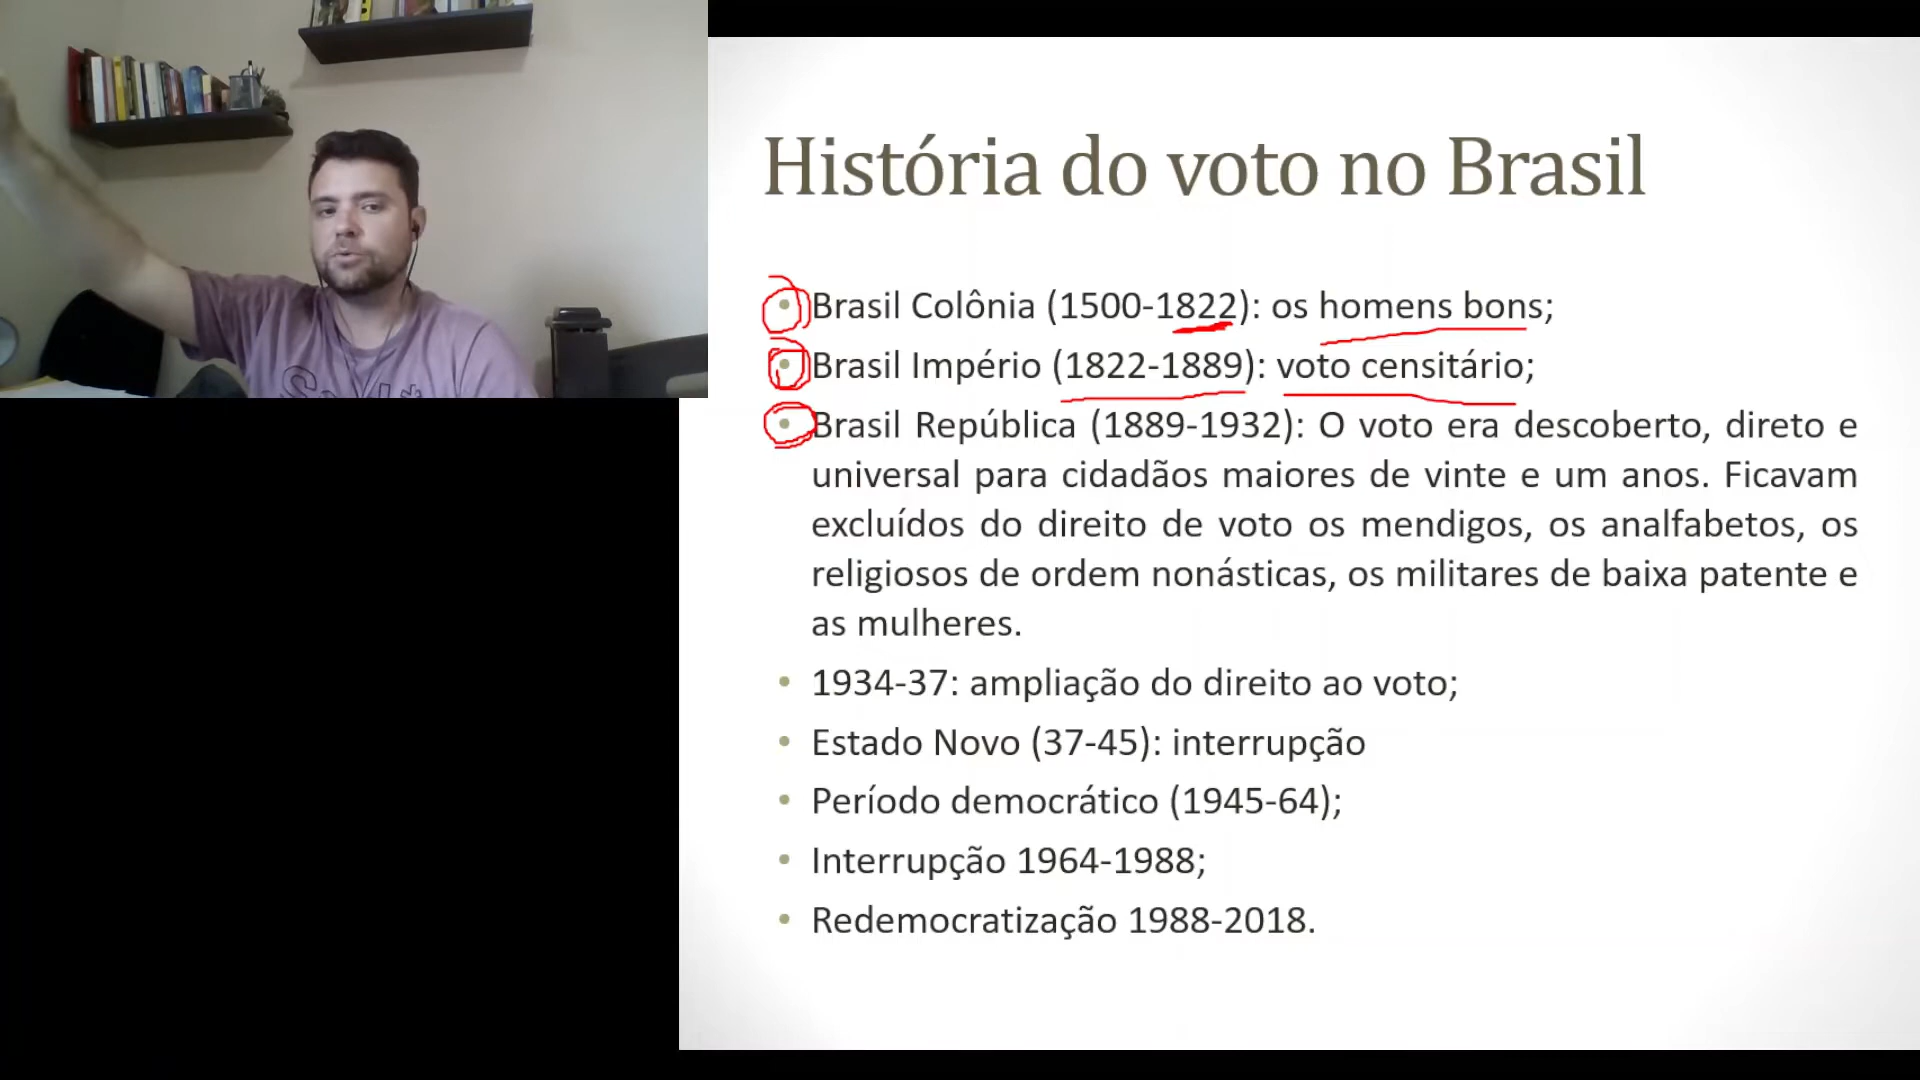 História do voto no Brasil
Brasil Colônia (1500-1822): os homens bons;
Brasil Império (1822-1889): voto censitário;
Brasil República (1889-1932): O voto era descoberto, direto e
universal para cidadãos maiores de vinte e um anos. Ficavam
excluídos do direito de voto os mendigos, os analfabetos, os
religiosos de ordem nonásticas, os militares de baixa patente e
as mulheres.
1934-37: ampliação do direito ao voto;
Estado Novo (37-45): interrupção
Período democrático (1945-64);
Interrupção 1964-1988;
Redemocratização 1988-2018.